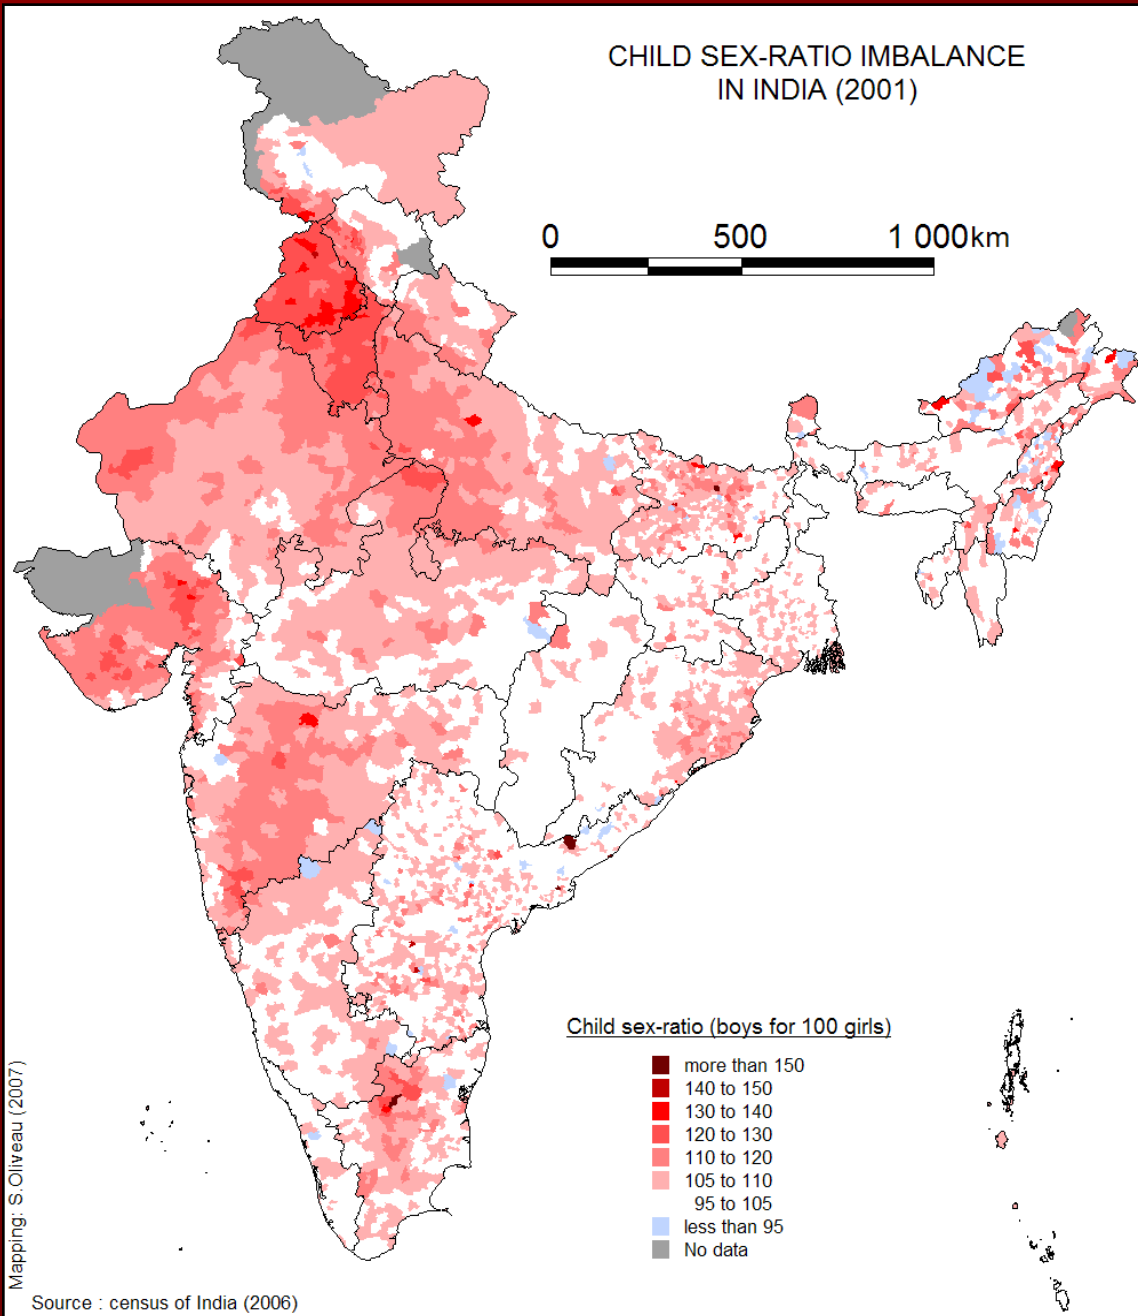 CHILD SEX-RATIO IMBALANCE
IN INDIA (2001)
0 500 1 000km
Child sex-ratio (boys for 100 girls)
more than 150
140 to 150
130 to 140
120 to 130
110 to 120
105 to 110
95 to 105
less than 95
No data
Mapping: S.Oliveau (2007)
Source : census of India (2006)